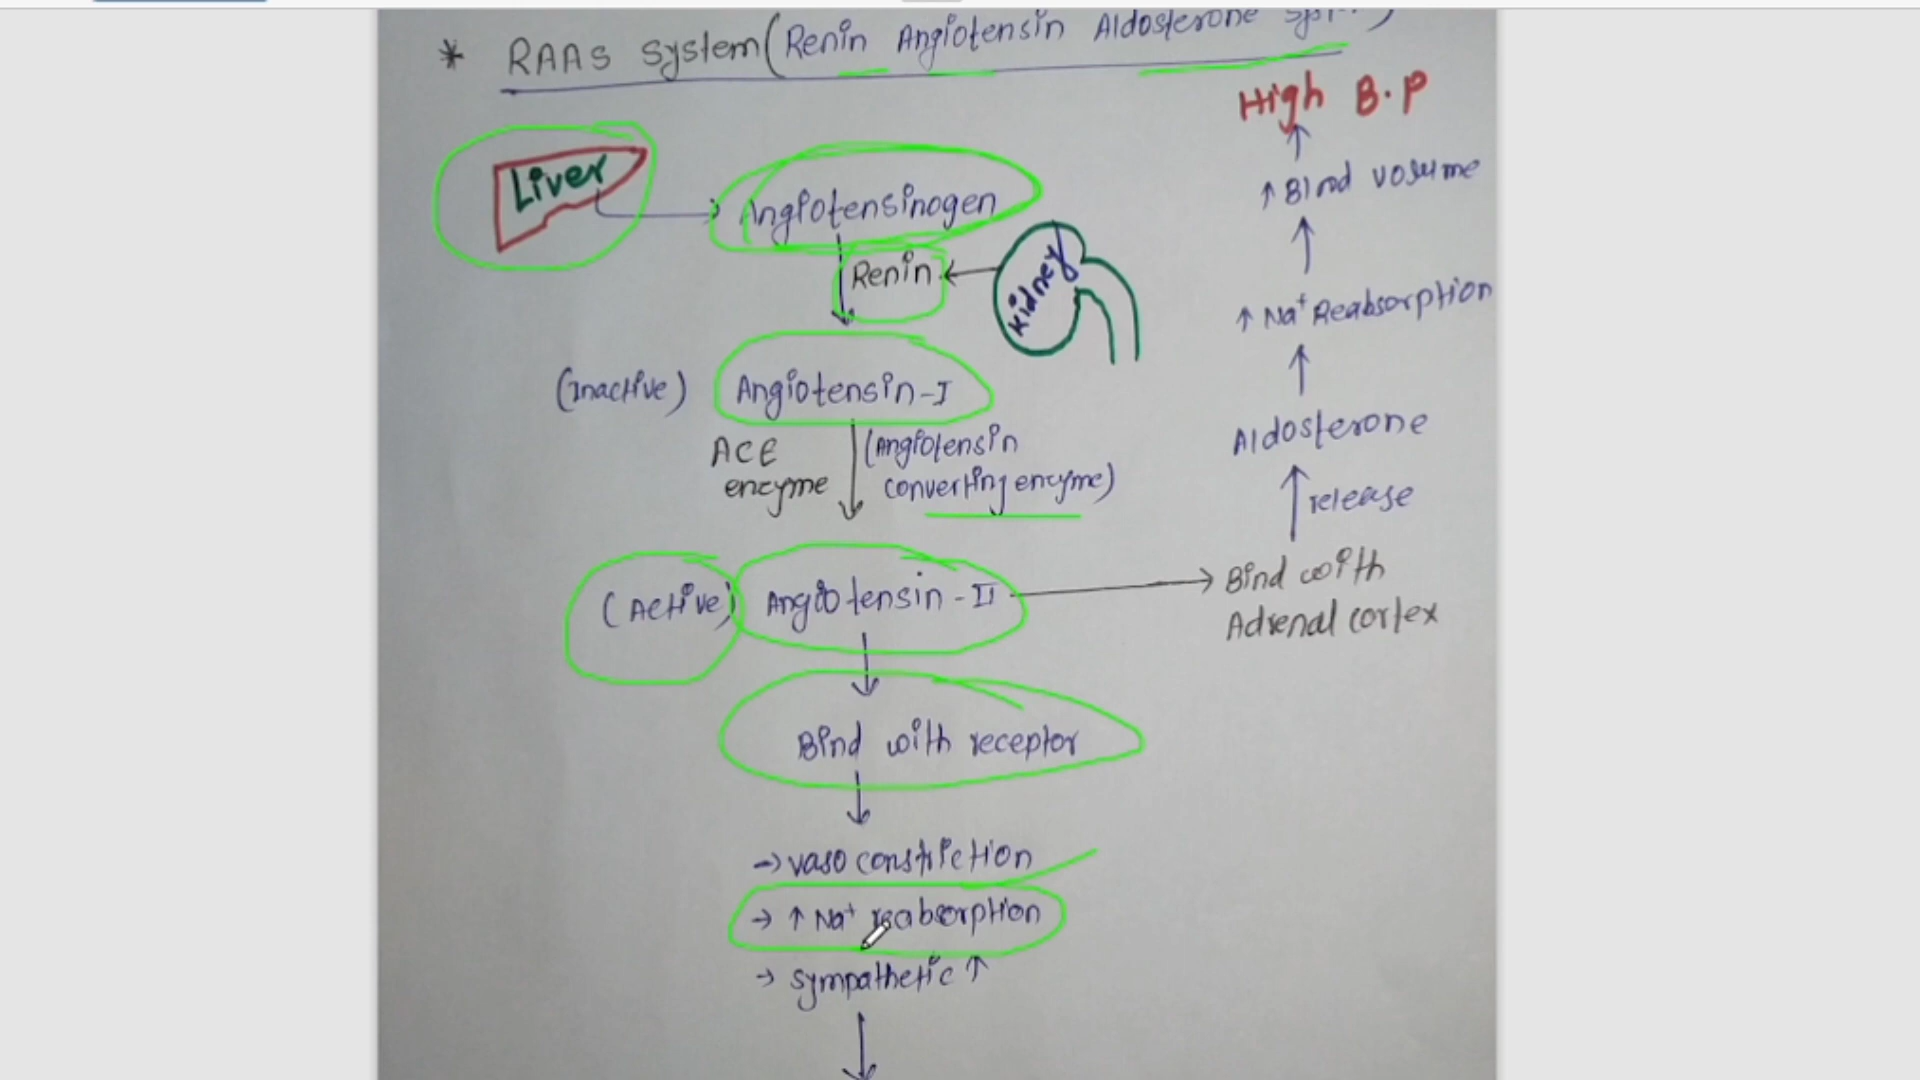 * RAAS System (Renin Angiotensin Aldosterone
Liver
Angiotensinogen
Renin
Kidney
(Inactive) Angiotensin-I
ACE enzyme
(Angiotensin converting enzyme)
(Active) Angiotensin-II
Bind with receptor
→ vaso constriction
→ ↑ Na+ reabsorption
→ sympathetic ↑
High B.P
↑ Blood volume
↑ Na+ Reabsorption
Aldosterone
release
Bind with
Adrenal cortex